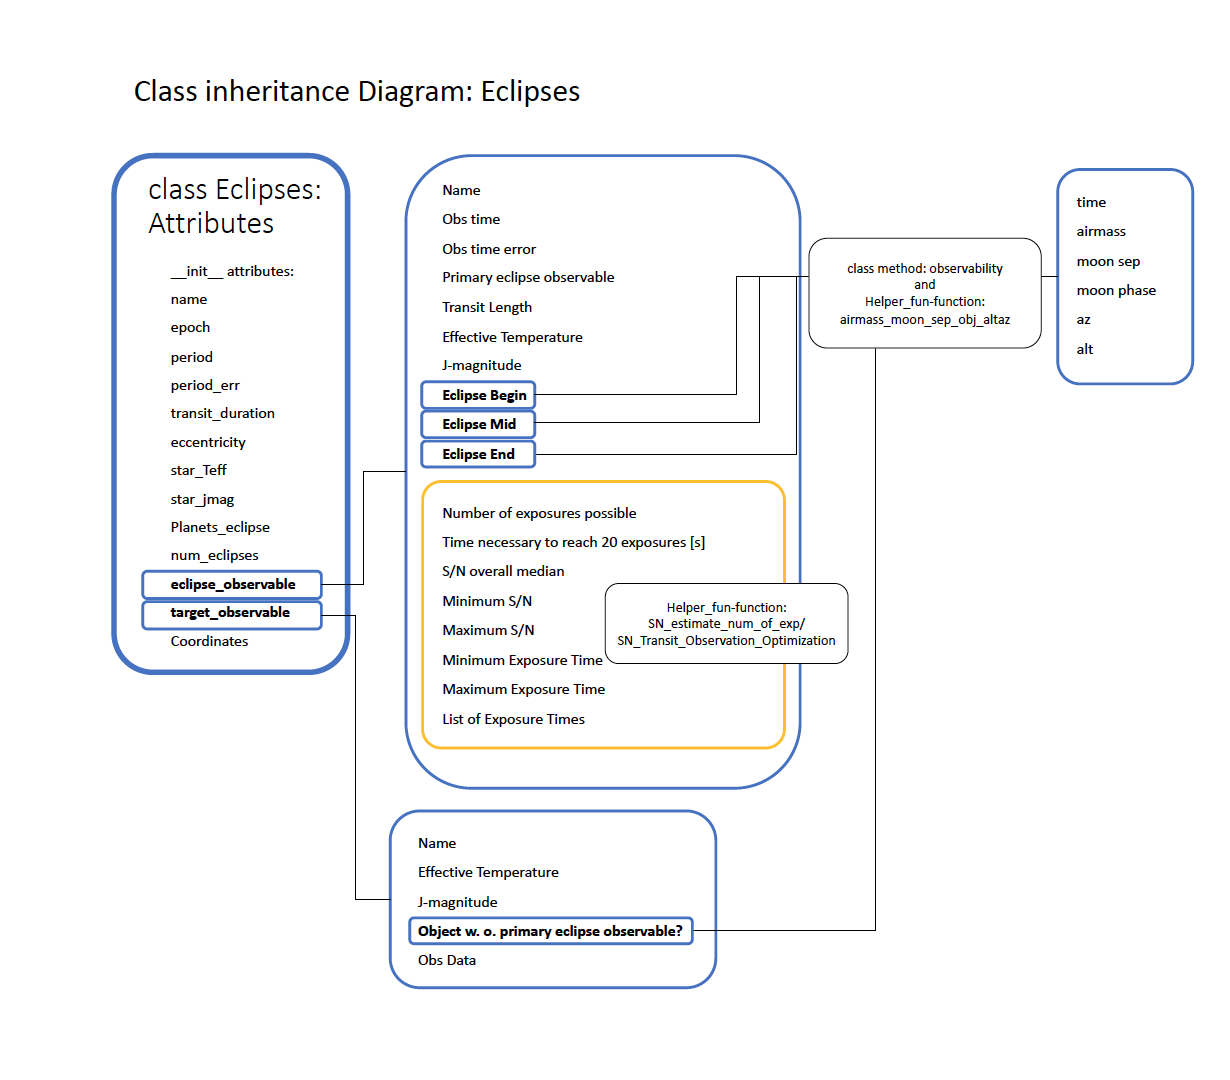 Class inheritance Diagram: Eclipses
class Eclipses:
Attributes
__init__ attributes:
name
epoch
period
period_err
transit_duration
eccentricity
star_Teff
star_jmag
Planets_eclipse
num_eclipses
eclipse_observable
target_observable
Coordinates
Name
Obs time
Obs time error
Primary eclipse observable
Transit Length
Effective Temperature
J-magnitude
Eclipse Begin
Eclipse Mid
Eclipse End
Number of exposures possible
Time necessary to reach 20 exposures [s]
S/N overall median
Minimum S/N
Maximum S/N
Minimum Exposure Time
Maximum Exposure Time
List of Exposure Times
Helper_fun-function:
SN_estimate_num_of_exp/
SN_Transit_Observation_Optimization
class method: observability
and
Helper_fun-function:
airmass_moon_sep_obj_altaz
time
airmass
moon sep
moon phase
az
alt
Name
Effective Temperature
J-magnitude
Object w. o. primary eclipse observable?
Obs Data